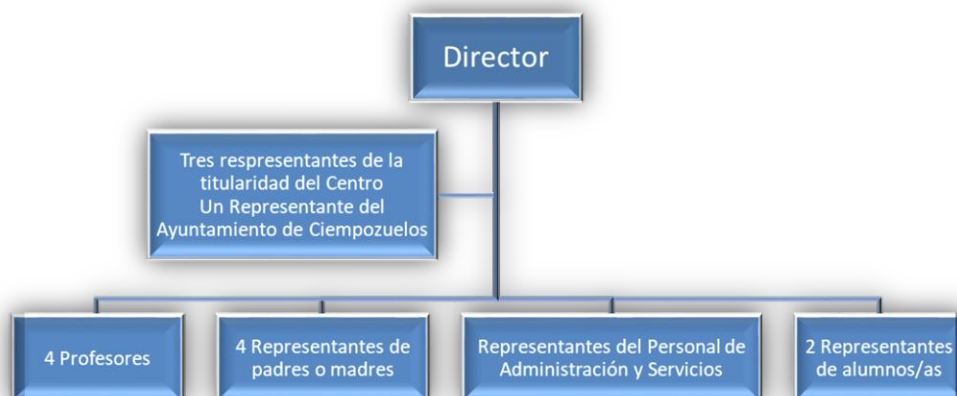 Director
Tres respresentantes de la
titularidad del Centro
Un Representante del
Ayuntamiento de Ciempozuelos
4 Profesores
4 Representantes de
padres o madres
Representantes del Personal de
Administración y Servicios
2 Representantes
de alumnos/as